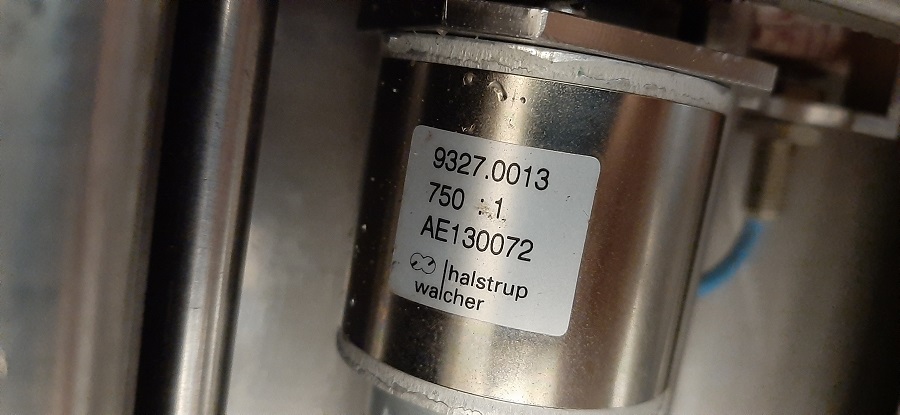 9327.0013
750 :1
AE130072
halstrup
walcher